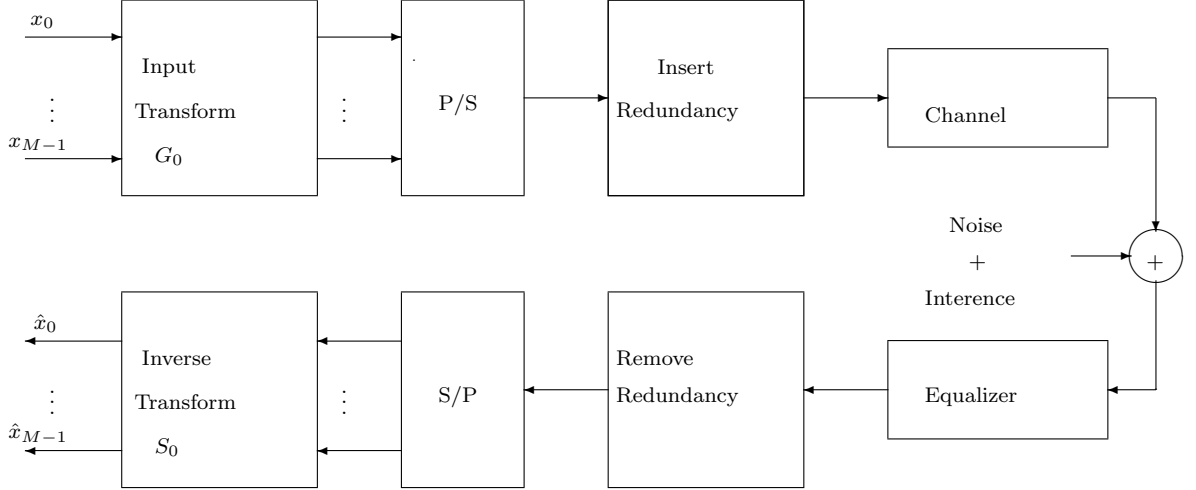 x_0
⋮
x_{M−1}
Input
Transform
G_0
⋮
P/S
Insert
Redundancy
Channel
Noise
+
Interence
+
x̂_0
⋮
x̂_{M−1}
Inverse
Transform
S_0
⋮
S/P
Remove
Redundancy
Equalizer